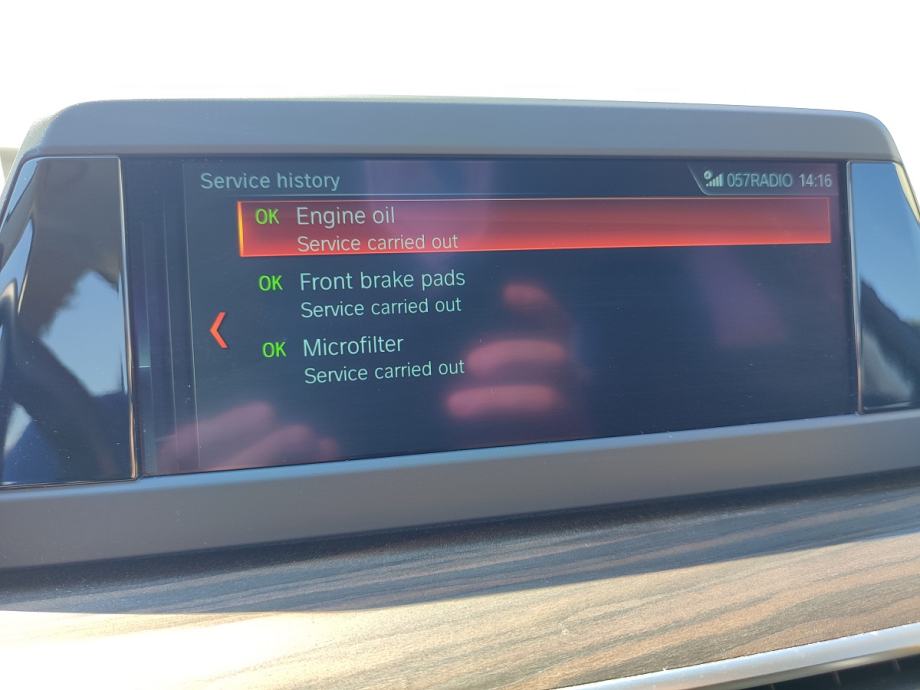 Service history
057RADIO 14:16
OK Engine oil
Service carried out
OK Front brake pads
Service carried out
OK Microfilter
Service carried out